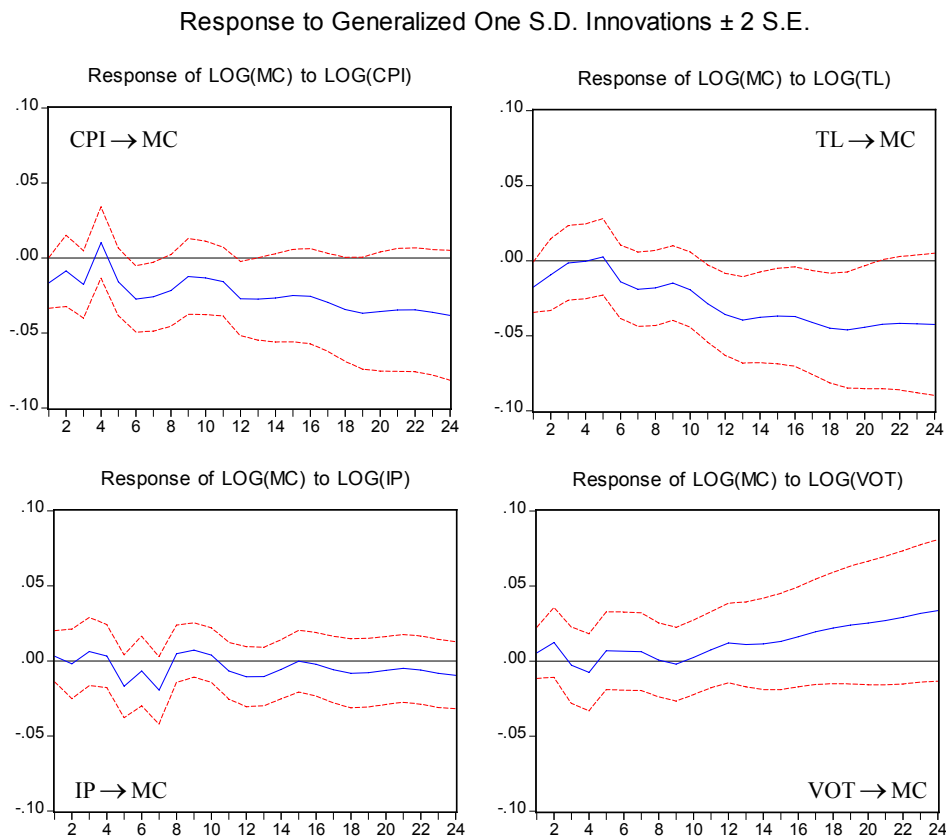 Response to Generalized One S.D. Innovations ± 2 S.E.
Response of LOG(MC) to LOG(CPI)
.10
.05
.00
-.05
-.10
CPI → MC
2 4 6 8 10 12 14 16 18 20 22 24
Response of LOG(MC) to LOG(TL)
.10
.05
.00
-.05
-.10
TL → MC
2 4 6 8 10 12 14 16 18 20 22 24
Response of LOG(MC) to LOG(IP)
.10
.05
.00
-.05
-.10
IP → MC
2 4 6 8 10 12 14 16 18 20 22 24
Response of LOG(MC) to LOG(VOT)
.10
.05
.00
-.05
-.10
VOT → MC
2 4 6 8 10 12 14 16 18 20 22 24